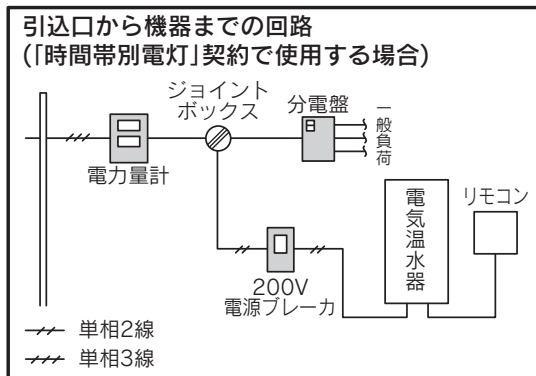 引込口から機器までの回路
(「時間帯別電灯」契約で使用する場合)
ジョイント
ボックス
分電盤
一般負荷
電力量計
電気温水器
リモコン
200V
電源ブレーカ
単相2線
単相3線